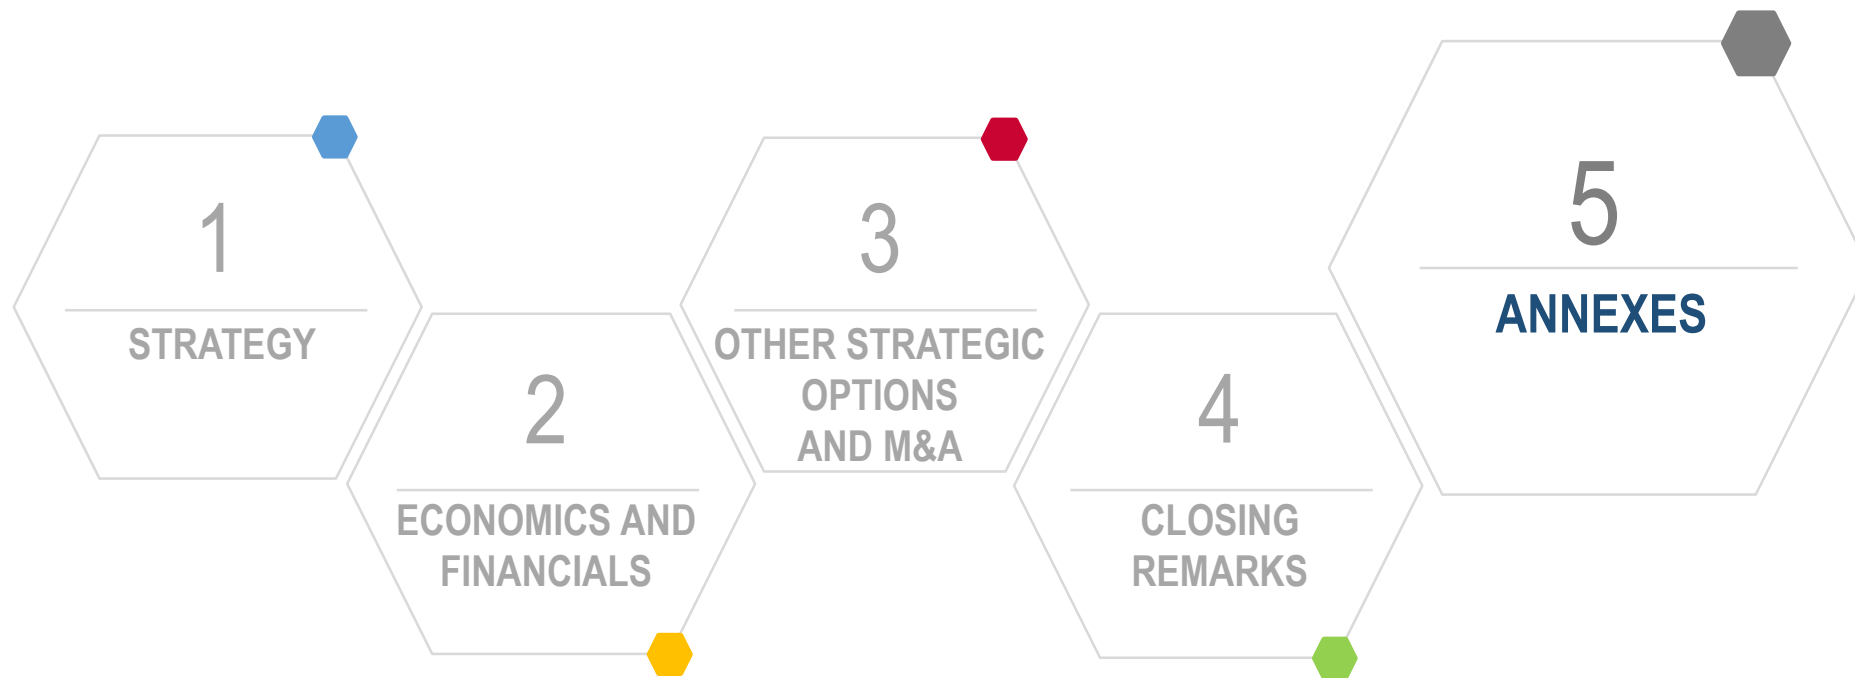 1
STRATEGY
2
ECONOMICS AND
FINANCIALS
3
OTHER STRATEGIC
OPTIONS
AND M&A
4
CLOSING
REMARKS
5
ANNEXES